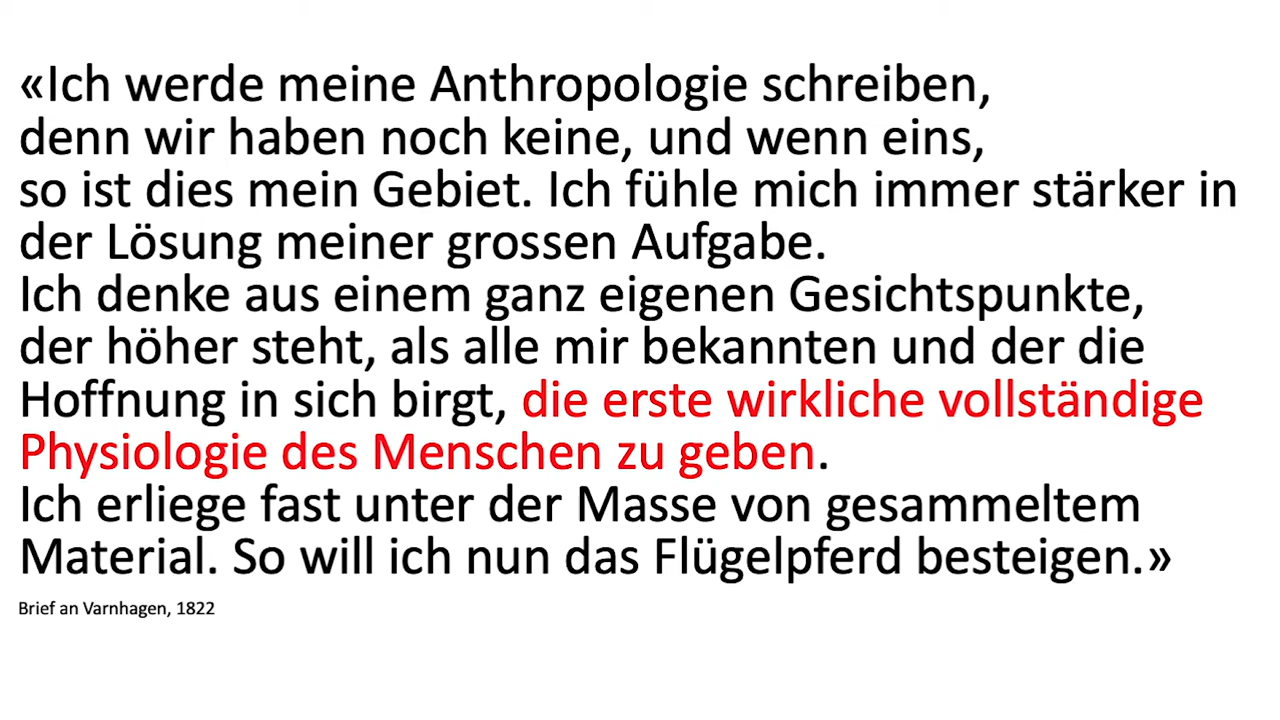 «Ich werde meine Anthropologie schreiben,
denn wir haben noch keine, und wenn eins,
so ist dies mein Gebiet. Ich fühle mich immer stärker in
der Lösung meiner grossen Aufgabe.
Ich denke aus einem ganz eigenen Gesichtspunkte,
der höher steht, als alle mir bekannten und der die
Hoffnung in sich birgt, die erste wirkliche vollständige
Physiologie des Menschen zu geben.
Ich erliege fast unter der Masse von gesammeltem
Material. So will ich nun das Flügelpferd besteigen.»
Brief an Varnhagen, 1822